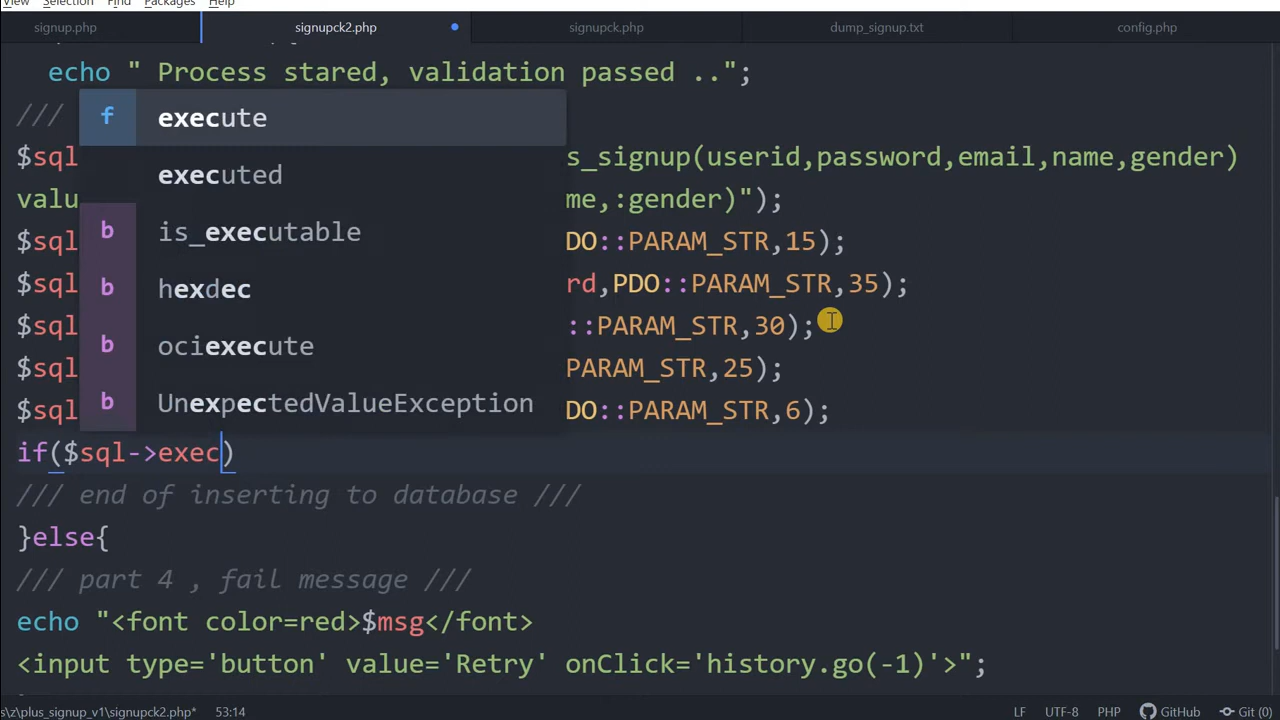 View Selection Find Packages Help
signup.php signupck2.php signupck.php dump_signup.txt config.php
echo " Process stared, validation passed ..";
///
execute
$sql s_signup(userid,password,email,name,gender)
executed
valu me,:gender)");
is_executable
$sql DO::PARAM_STR,15);
hexdec
$sql rd,PDO::PARAM_STR,35);
$sql ::PARAM_STR,30);
ociexecute
$sql PARAM_STR,25);
UnexpectedValueException
$sql DO::PARAM_STR,6);
if($sql->exec)
/// end of inserting to database ///
}else{
/// part 4 , fail message ///
echo "<font color=red>$msg</font>
<input type='button' value='Retry' onClick='history.go(-1)'>";
s\z\plus_signup_v1\signupck2.php* 53:14 LF UTF-8 PHP GitHub Git (0)